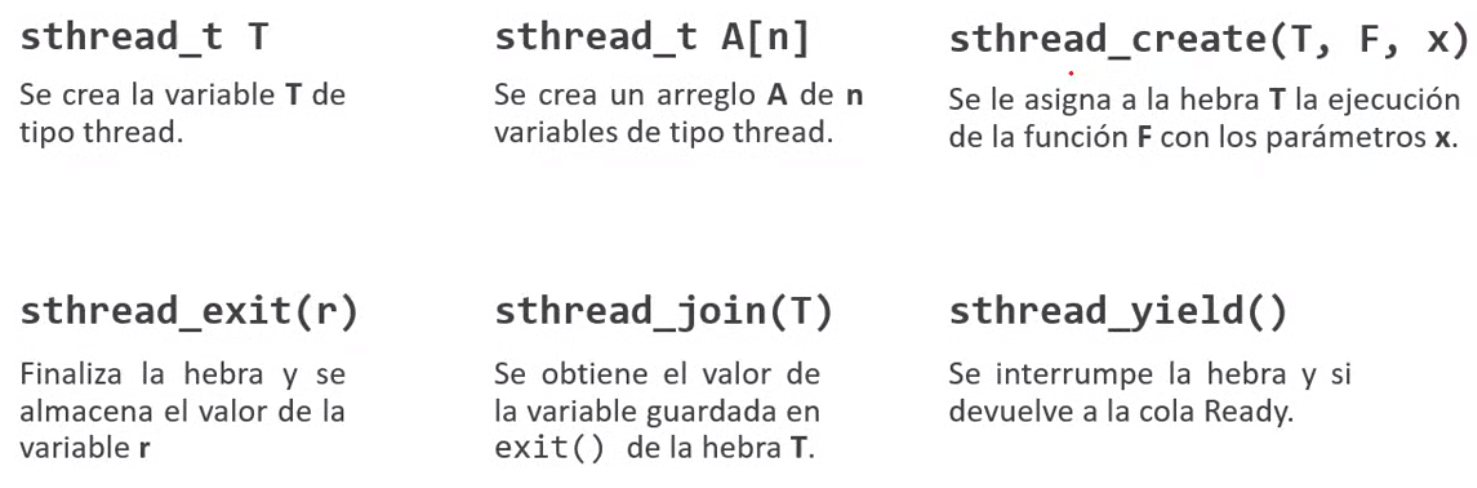 sthread_t T
Se crea la variable T de
tipo thread.
sthread_t A[n]
Se crea un arreglo A de n
variables de tipo thread.
sthread_create(T, F, x)
Se le asigna a la hebra T la ejecución
de la función F con los parámetros x.
sthread_exit(r)
Finaliza la hebra y se
almacena el valor de la
variable r
sthread_join(T)
Se obtiene el valor de
la variable guardada en
exit() de la hebra T.
sthread_yield()
Se interrumpe la hebra y si
devuelve a la cola Ready.